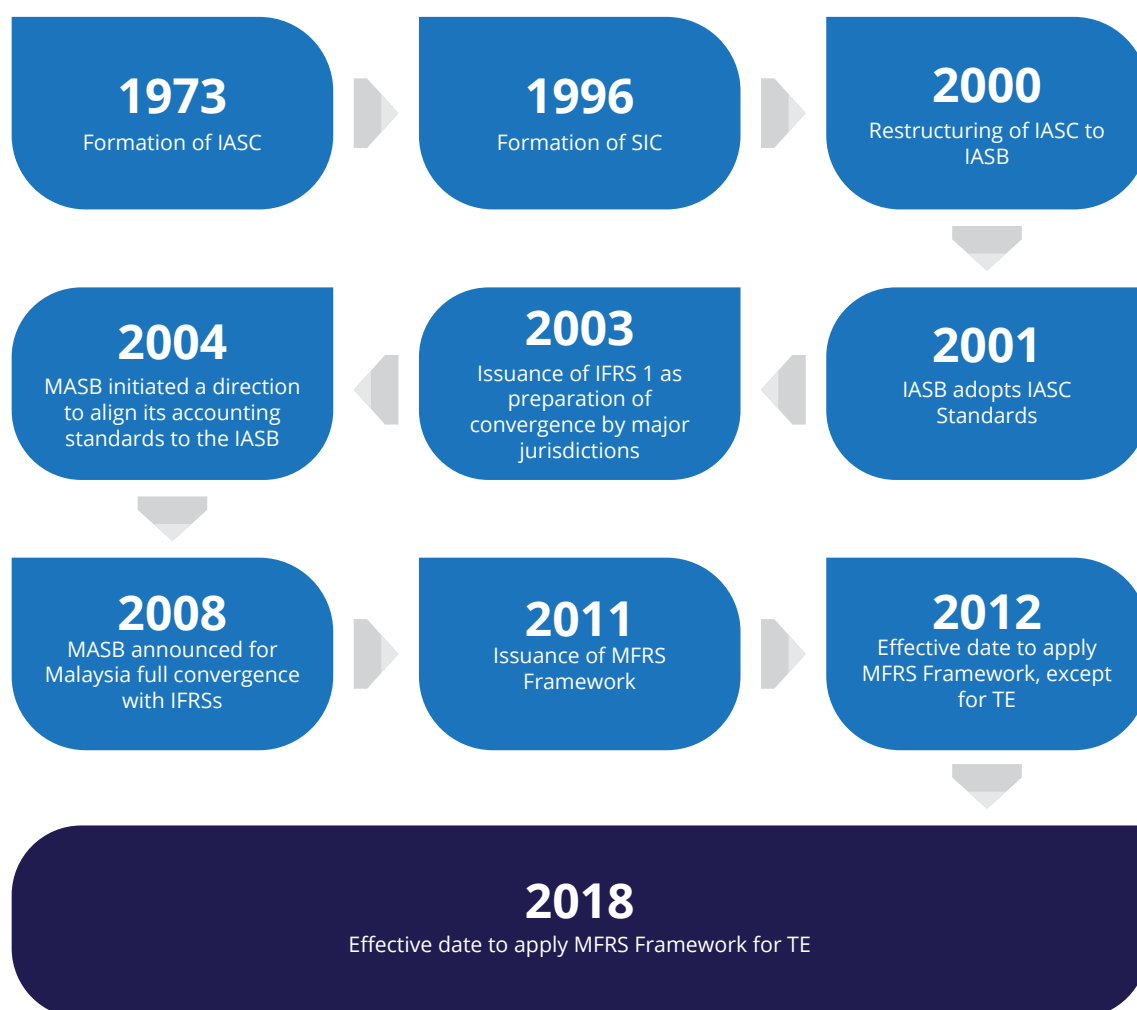 1973
Formation of IASC
1996
Formation of SIC
2000
Restructuring of IASC to
IASB
2001
IASB adopts IASC
Standards
2003
Issuance of IFRS 1 as
preparation of
convergence by major
jurisdictions
2004
MASB initiated a direction
to align its accounting
standards to the IASB
2008
MASB announced for
Malaysia full convergence
with IFRSs
2011
Issuance of MFRS
Framework
2012
Effective date to apply
MFRS Framework, except
for TE
2018
Effective date to apply MFRS Framework for TE